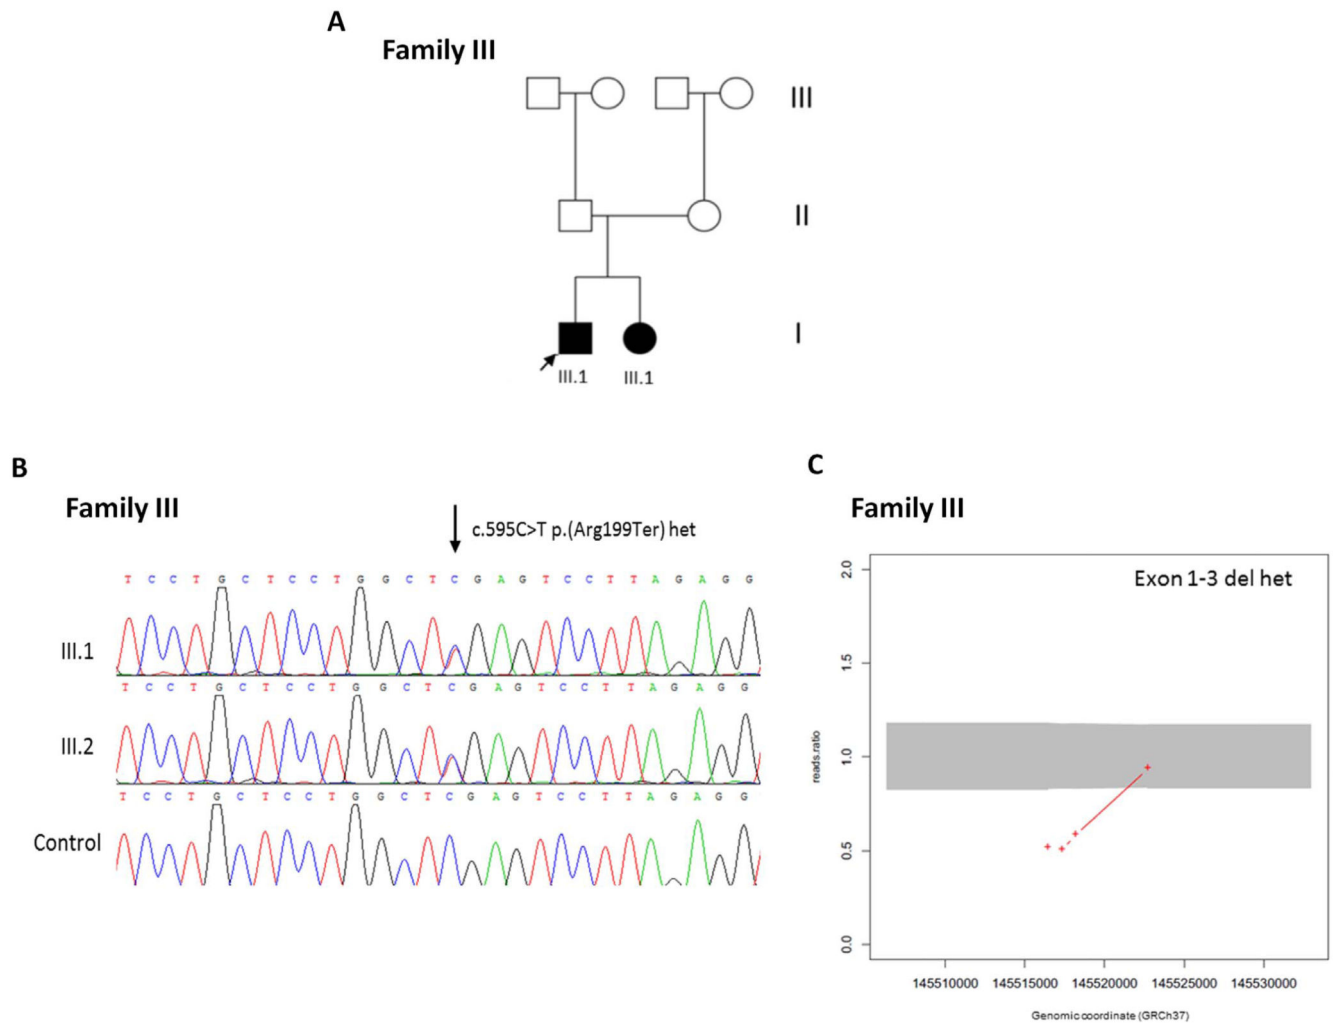 A
Family III
III
II
I
III.1 III.1
B
Family III
c.595C>T p.(Arg199Ter) het
T C C T G C T C C T G G C T C G A G T C C T T A G A G G
III.1
T C C T G C T C C T G G C T C G A G T C C T T A G A G G
III.2
T C C T G C T C C T G G C T C G A G T C C T T A G A G G
Control
C
Family III
Exon 1-3 del het
2.0
1.5
1.0
0.5
0.0
reads.ratio
145510000 145515000 145520000 145525000 145530000
Genomic coordinate (GRCh37)